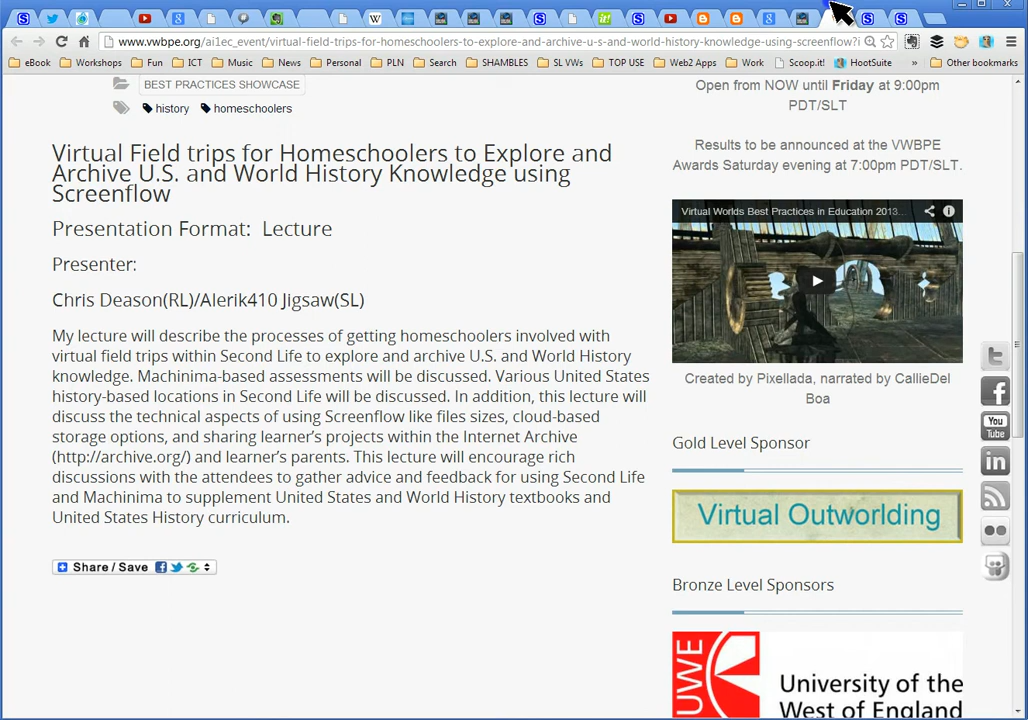 www.vwbpe.org/ai1ec_event/virtual-field-trips-for-homeschoolers-to-explore-and-archive-u-s-and-world-history-knowledge-using-screenflow?i
eBook Workshops Fun ICT Music News Personal PLN Search SHAMBLES SL VWs TOP USE Web2 Apps Work Scoop.it! HootSuite » Other bookmarks
BEST PRACTICES SHOWCASE
history homeschoolers
Virtual Field trips for Homeschoolers to Explore and
Archive U.S. and World History Knowledge using
Screenflow
Presentation Format: Lecture
Presenter:
Chris Deason(RL)/Alerik410 Jigsaw(SL)
My lecture will describe the processes of getting homeschoolers involved with
virtual field trips within Second Life to explore and archive U.S. and World History
knowledge. Machinima-based assessments will be discussed. Various United States
history-based locations in Second Life will be discussed. In addition, this lecture will
discuss the technical aspects of using Screenflow like files sizes, cloud-based
storage options, and sharing learner's projects within the Internet Archive
(http://archive.org/) and learner's parents. This lecture will encourage rich
discussions with the attendees to gather advice and feedback for using Second Life
and Machinima to supplement United States and World History textbooks and
United States History curriculum.
Share / Save
Open from NOW until Friday at 9:00pm
PDT/SLT
Results to be announced at the VWBPE
Awards Saturday evening at 7:00pm PDT/SLT.
Virtual Worlds Best Practices in Education 2013...
Created by Pixellada, narrated by CallieDel
Boa
Gold Level Sponsor
Virtual Outworlding
Bronze Level Sponsors
UWE
University of the
West of England
You
Tube
in